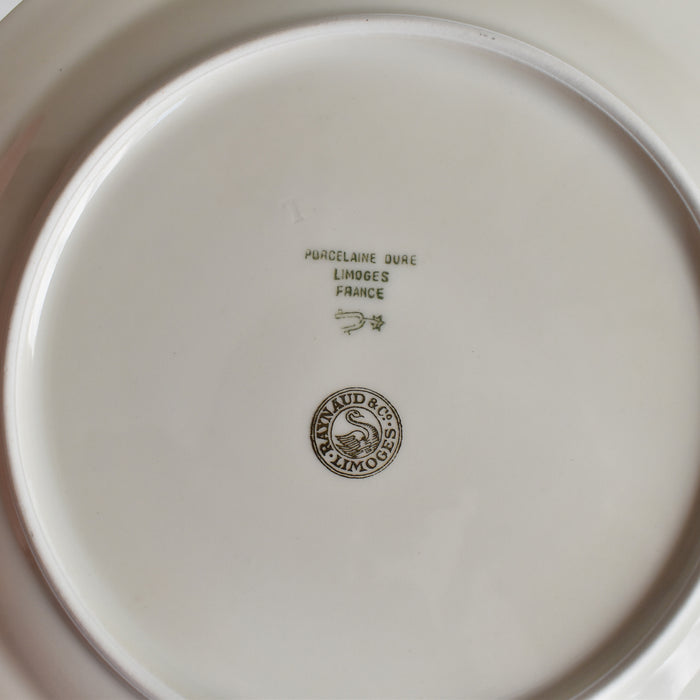 T
PORCELAINE DURE
LIMOGES
FRANCE
RAYNAUD & Co.
LIMOGES